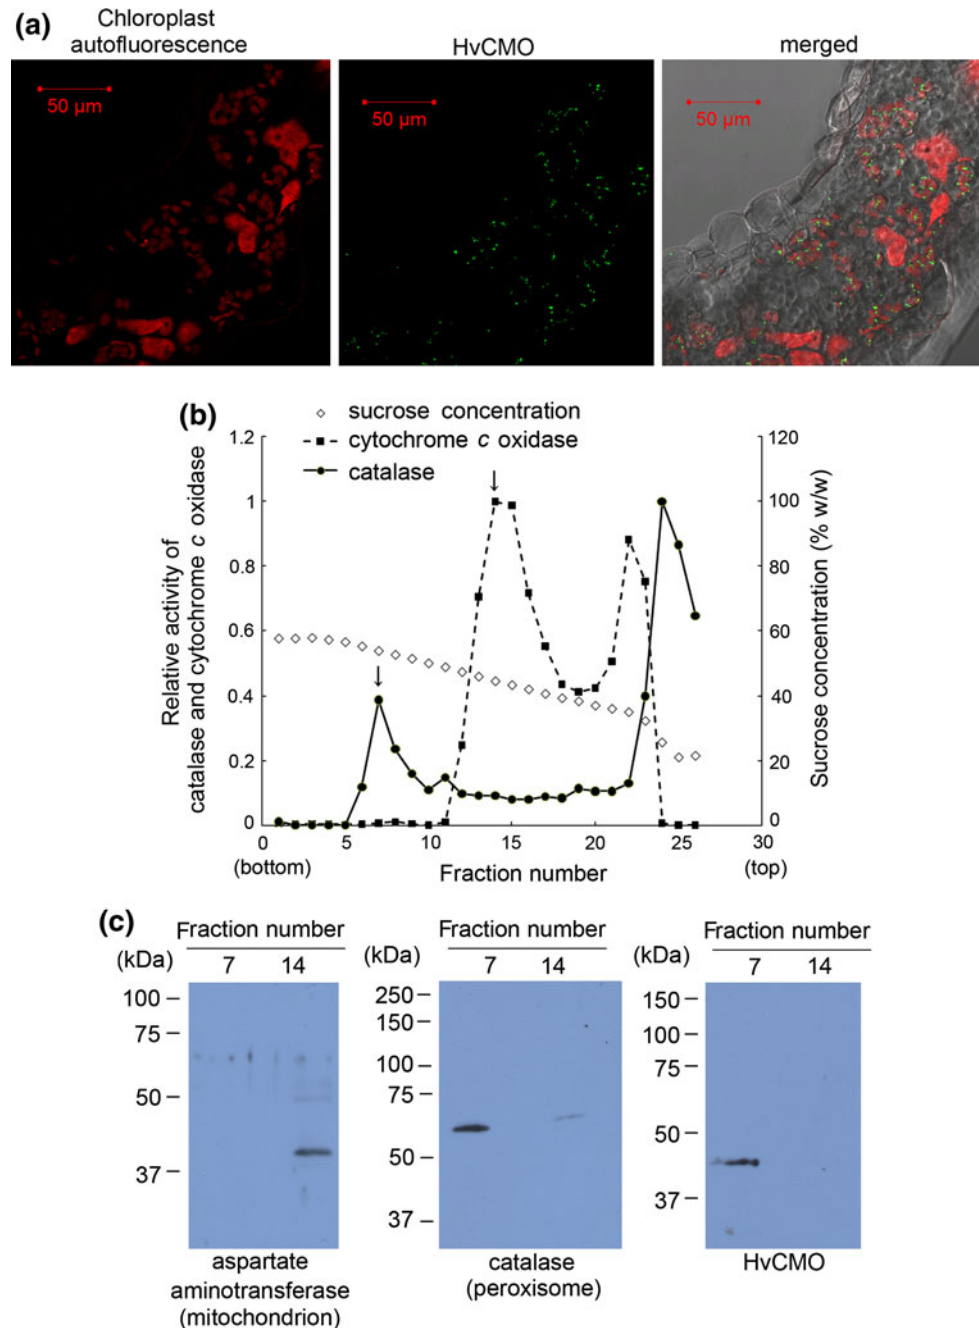 (a)
Chloroplast
autofluorescence
HvCMO
merged
50 µm
50 µm
50 µm
(b)
sucrose concentration
cytochrome c oxidase
catalase
Relative activity of
catalase and cytochrome c oxidase
1.2
1
0.8
0.6
0.4
0.2
0
120
100
80
60
40
20
0
Sucrose concentration (% w/w)
0 5 10 15 20 25 30
(bottom) (top)
Fraction number
(c)
Fraction number
(kDa) 7 14
100
75
50
37
aspartate
aminotransferase
(mitochondrion)
Fraction number
(kDa) 7 14
250
150
100
75
50
37
catalase
(peroxisome)
Fraction number
(kDa) 7 14
150
100
75
50
37
HvCMO